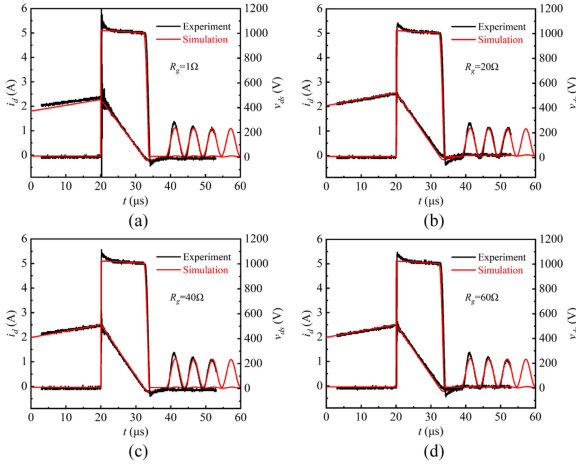 (a)
6
5
4
3
2
1
0
i_d (A)
1200
1000
800
600
400
200
0
v_ds (V)
Experiment
Simulation
R_g=1Ω
0 10 20 30 40 50 60
t (μs)
(b)
6
5
4
3
2
1
0
i_d (A)
1200
1000
800
600
400
200
0
(V)
Experiment
Simulation
R_g=20Ω
0 10 20 30 40 50 60
t (μs)
(c)
6
5
4
3
2
1
0
i_d (A)
1200
1000
800
600
400
200
0
v_ds (V)
Experiment
Simulation
R_g=40Ω
0 10 20 30 40 50 60
t (μs)
(d)
6
5
4
3
2
1
0
i_d (A)
1200
1000
800
600
400
200
0
(V)
Experiment
Simulation
R_g=60Ω
0 10 20 30 40 50 60
t (μs)